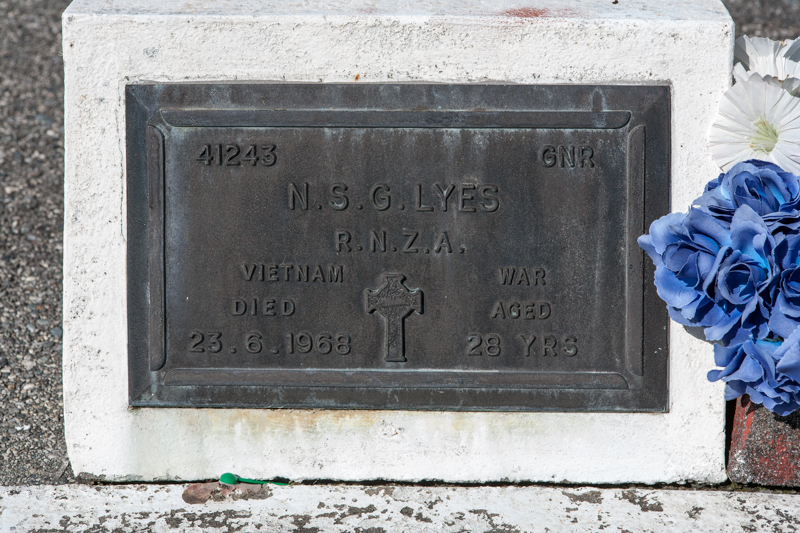 41243 GNR
N.S.G. LYES
R.N.Z.A.
VIETNAM WAR
DIED AGED
23.6.1968 28 YRS